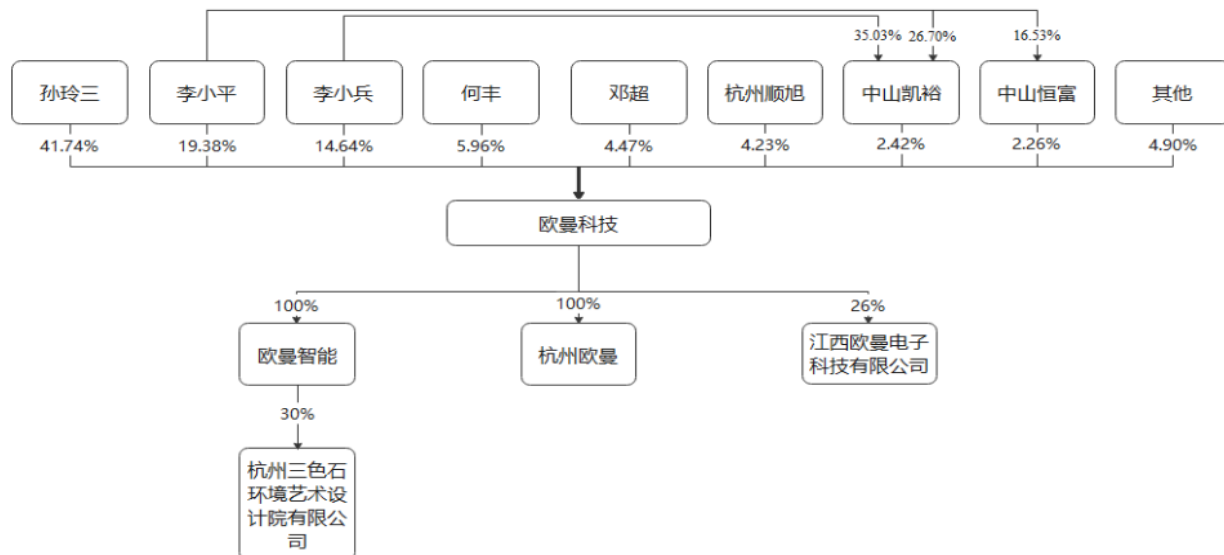 35.03%
26.70%
16.53%
孙玲三
李小平
李小兵
何丰
邓超
杭州顺旭
中山凯裕
中山恒富
其他
41.74%
19.38%
14.64%
5.96%
4.47%
4.23%
2.42%
2.26%
4.90%
欧曼科技
100%
100%
26%
欧曼智能
杭州欧曼
江西欧曼电子
科技有限公司
30%
杭州三色石
环境艺术设
计院有限公
司